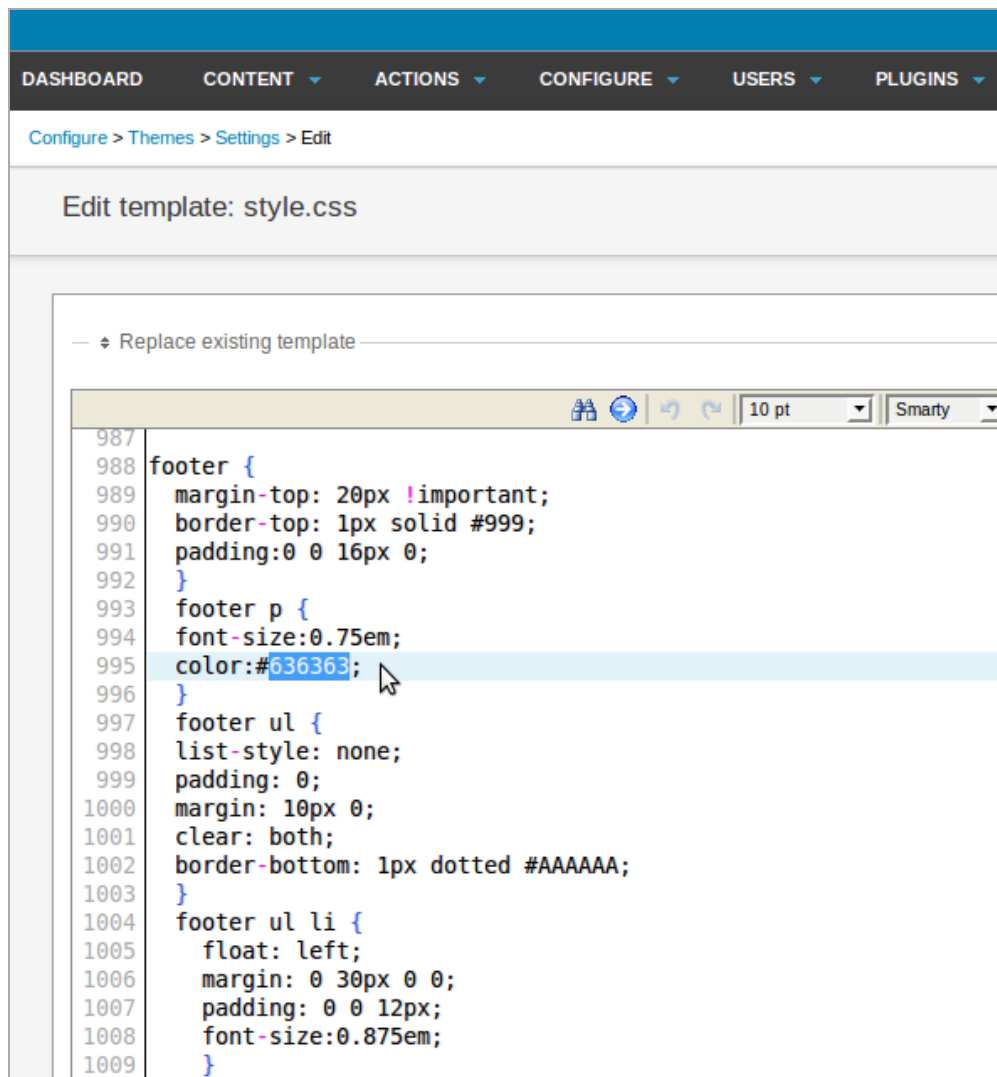 DASHBOARD CONTENT ACTIONS CONFIGURE USERS PLUGINS
Configure > Themes > Settings > Edit
Edit template: style.css
Replace existing template
10 pt Smarty
987
988 footer {
989 margin-top: 20px !important;
990 border-top: 1px solid #999;
991 padding:0 0 16px 0;
992 }
993 footer p {
994 font-size:0.75em;
995 color:#636363;
996 }
997 footer ul {
998 list-style: none;
999 padding: 0;
1000 margin: 10px 0;
1001 clear: both;
1002 border-bottom: 1px dotted #AAAAAA;
1003 }
1004 footer ul li {
1005 float: left;
1006 margin: 0 30px 0 0;
1007 padding: 0 0 12px;
1008 font-size:0.875em;
1009 }